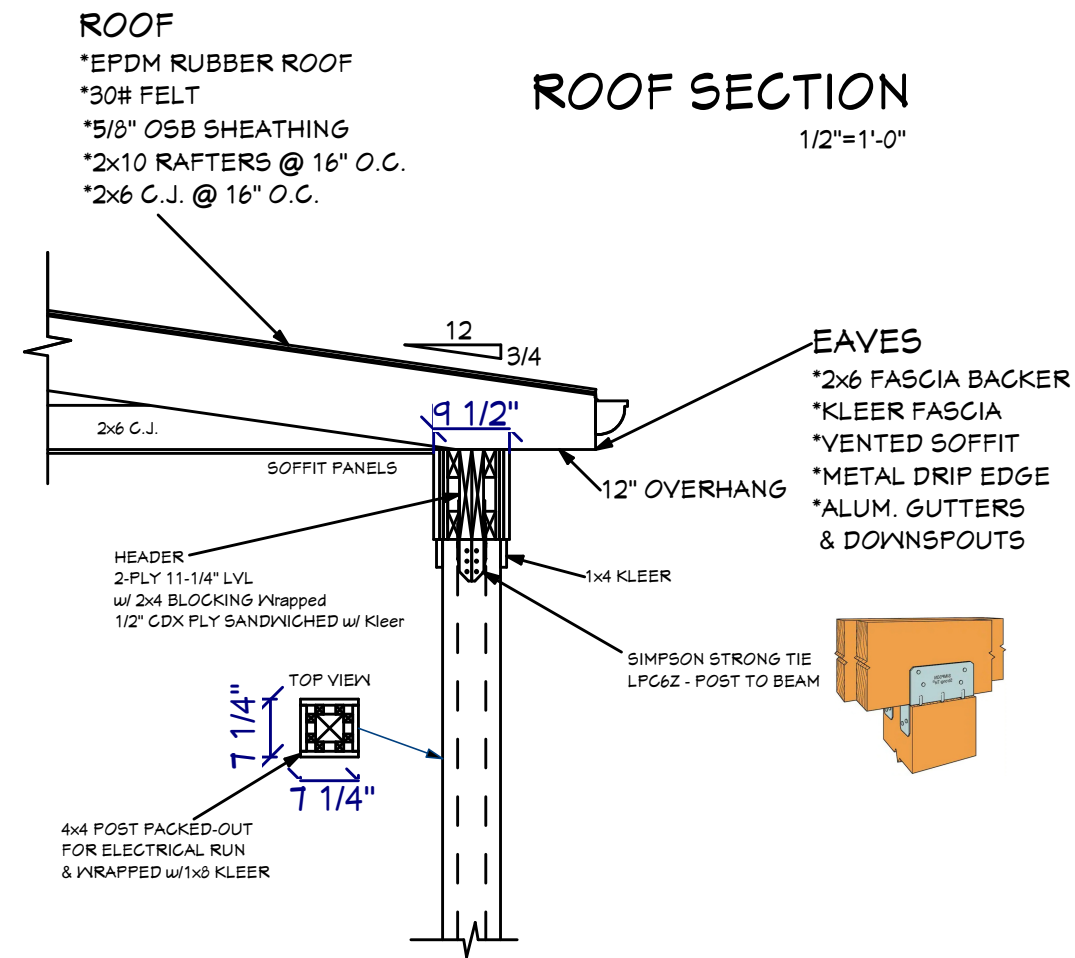 ROOF
*EPDM RUBBER ROOF
*30# FELT
*5/8" OSB SHEATHING
*2x10 RAFTERS @ 16" O.C.
*2x6 C.J. @ 16" O.C.
ROOF SECTION
1/2"=1'-0"
12
3/4
EAVES
*2x6 FASCIA BACKER
*KLEER FASCIA
*VENTED SOFFIT
*METAL DRIP EDGE
*ALUM. GUTTERS
& DOWNSPOUTS
9 1/2"
2x6 C.J.
SOFFIT PANELS
12" OVERHANG
HEADER
2-PLY 11-1/4" LVL
w/ 2x4 BLOCKING Wrapped
1/2" CDX PLY SANDWICHED w/ Kleer
1x4 KLEER
SIMPSON STRONG TIE
LPC6Z - POST TO BEAM
TOP VIEW
7 1/4"
7 1/4"
4x4 POST PACKED-OUT
FOR ELECTRICAL RUN
& WRAPPED w/1x8 KLEER